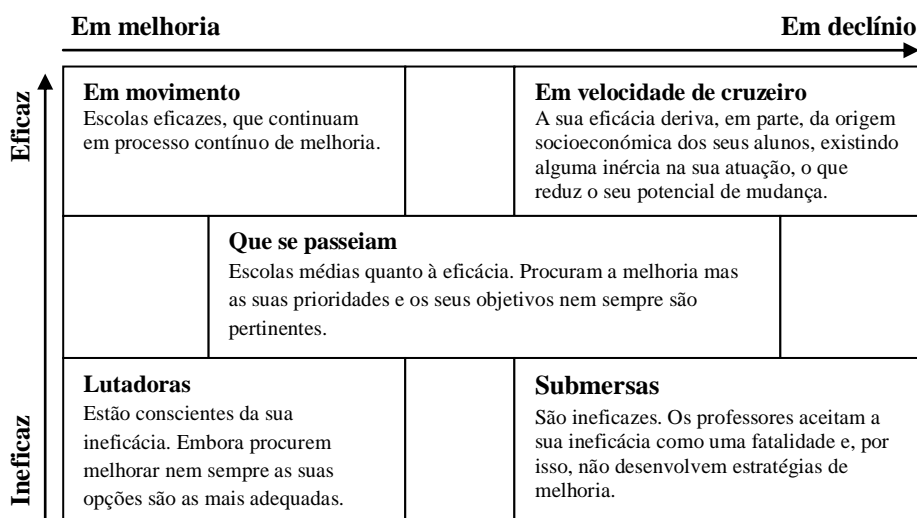 Em melhoria
Em declínio
Eficaz
Em movimento
Escolas eficazes, que continuam
em processo contínuo de melhoria.
Em velocidade de cruzeiro
A sua eficácia deriva, em parte, da origem
socioeconómica dos seus alunos, existindo
alguma inércia na sua atuação, o que
reduz o seu potencial de mudança.
Que se passeiam
Escolas médias quanto à eficácia. Procuram a melhoria mas
as suas prioridades e os seus objetivos nem sempre são
pertinentes.
Ineficaz
Lutadoras
Estão conscientes da sua
ineficácia. Embora procurem
melhorar nem sempre as suas
opções são as mais adequadas.
Submersas
São ineficazes. Os professores aceitam a
sua ineficácia como uma fatalidade e, por
isso, não desenvolvem estratégias de
melhoria.